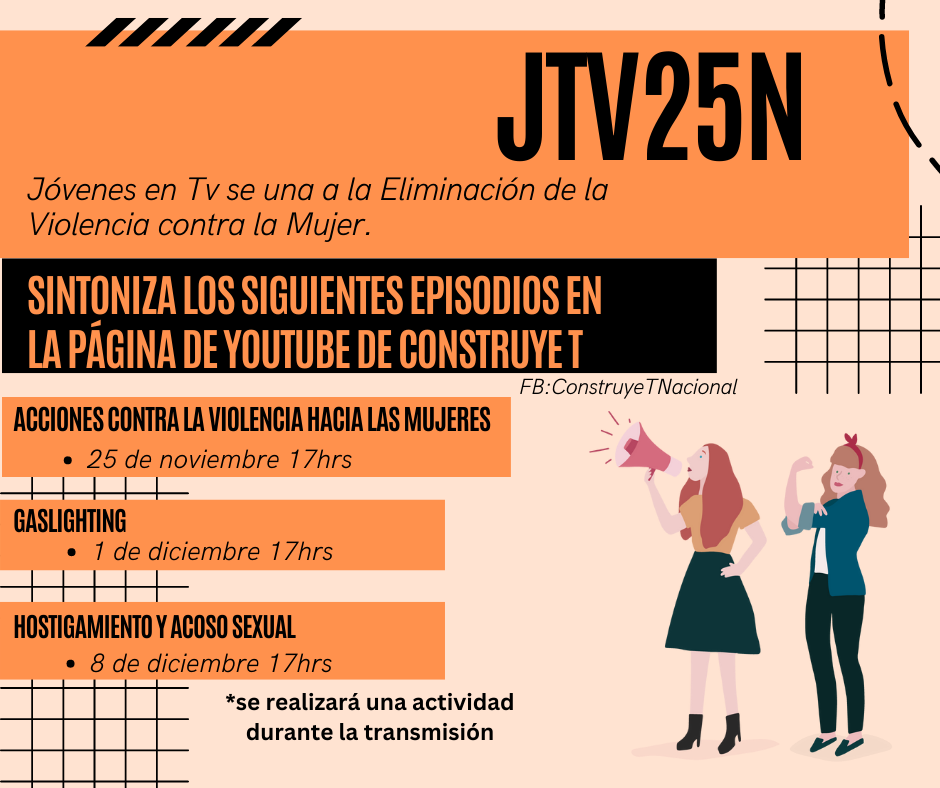 JTV25N
Jóvenes en Tv se una a la Eliminación de la
Violencia contra la Mujer.
SINTONIZA LOS SIGUIENTES EPISODIOS EN
LA PÁGINA DE YOUTUBE DE CONSTRUYE T
FB:ConstruyeTNacional
ACCIONES CONTRA LA VIOLENCIA HACIA LAS MUJERES
• 25 de noviembre 17hrs
GASLIGHTING
• 1 de diciembre 17hrs
HOSTIGAMIENTO Y ACOSO SEXUAL
• 8 de diciembre 17hrs
*se realizará una actividad
durante la transmisión